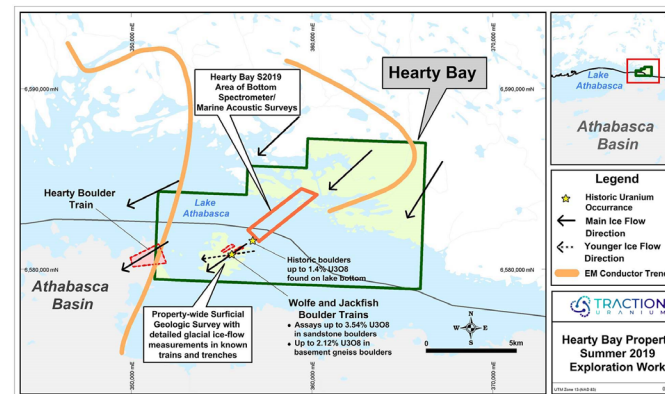 350,000 mE
360,000 mE
370,000 mE
6,590,000 mN
6,590,000 mN
6,580,000 mN
6,580,000 mN
350,000 mE
360,000 mE
370,000 mE
Hearty Bay S2019
Area of Bottom
Spectrometer/
Marine Acoustic Surveys
Hearty Bay
Hearty Boulder
Train
Lake
Athabasca
Historic boulders
up to 1.4% U3O8
found on lake bottom
Athabasca
Basin
Property-wide Surficial
Geologic Survey with
detailed glacial ice-flow
measurements in known
trains and trenches
Wolfe and Jackfish
Boulder Trains
• Assays up to 3.54% U3O8
in sandstone boulders
• Up to 2.12% U3O8 in
basement gneiss boulders
N
W
E
S
0
5km
Lake
Athabasca
Athabasca
Basin
Legend
Historic Uranium
Occurrance
Main Ice Flow
Direction
Younger Ice Flow
Direction
EM Conductor Tren
TRACTION
URANIUM
Hearty Bay Propert
Summer 2019
Exploration Work